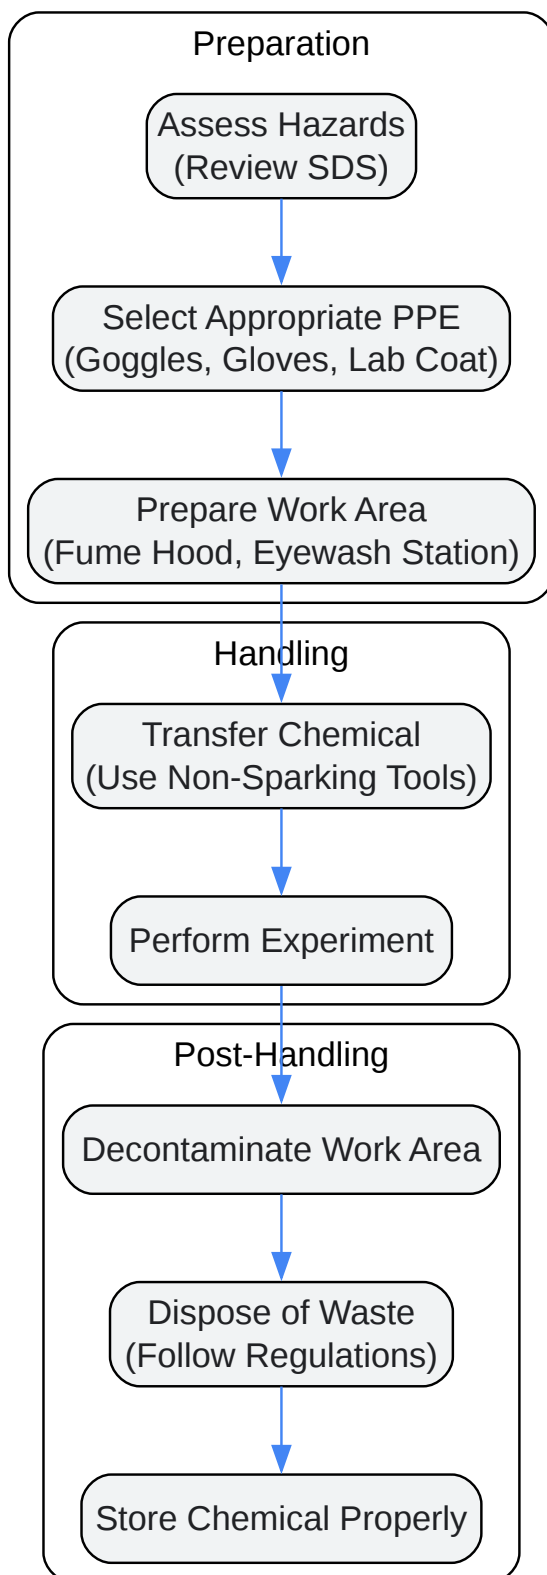 Preparation
Assess Hazards
(Review SDS)
Select Appropriate PPE
(Goggles, Gloves, Lab Coat)
Prepare Work Area
(Fume Hood, Eyewash Station)
Handling
Transfer Chemical
(Use Non-Sparking Tools)
Perform Experiment
Post-Handling
Decontaminate Work Area
Dispose of Waste
(Follow Regulations)
Store Chemical Properly